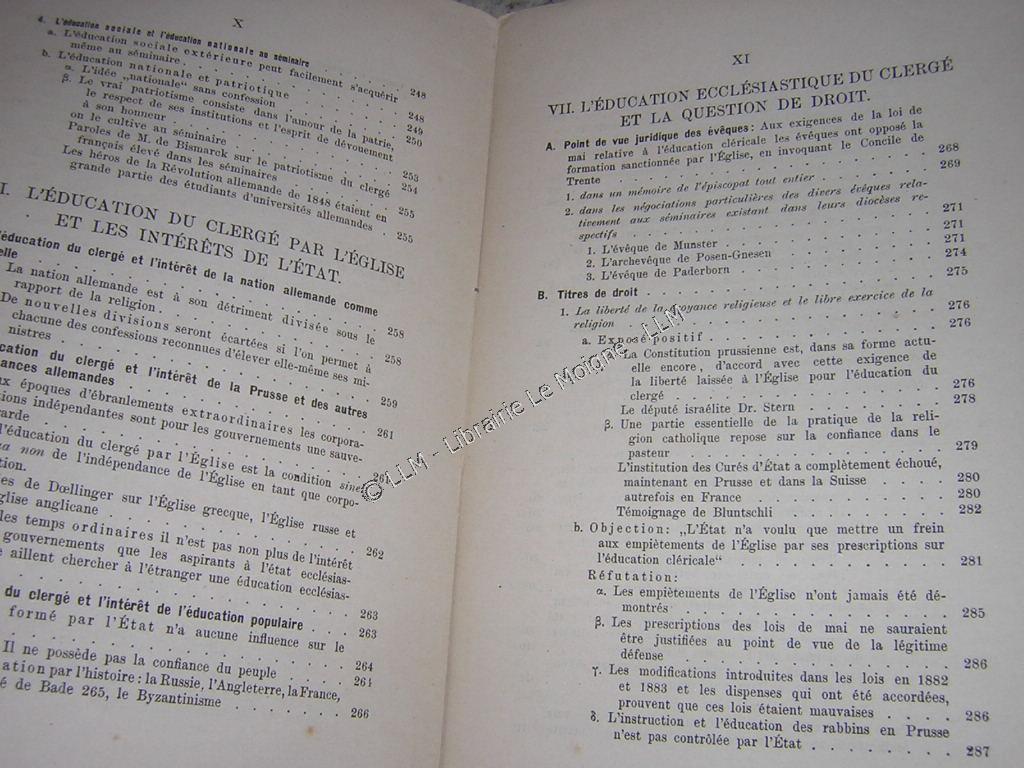 X
4. L'éducation sociale et l'éducation nationale au séminaire
a. L'éducation sociale extérieure peut facilement s'acquérir
même au séminaire . . . 248
b. L'éducation nationale et patriotique . . . 248
α. L'idée „nationale“ sans confession . . . 249
β. Le vrai patriotisme consiste dans l'amour de la patrie, 250
le respect de ses institutions et l'esprit de dévouement
à son honneur
on le cultive au séminaire . . . 253
Paroles de M. de Bismarck sur le patriotisme du clergé
français élevé dans les séminaires . . . 254
Les héros de la Révolution allemande de 1848 étaient en 255
grande partie des étudiants d'universités allemandes . 255
I. L'ÉDUCATION DU CLERGÉ PAR L'ÉGLISE
ET LES INTÉRÊTS DE L'ÉTAT.
l'éducation du clergé et l'intérêt de la nation allemande comme
elle . . . 258
La nation allemande est à son détriment divisée sous le
rapport de la religion . . . 258
De nouvelles divisions seront écartées si l'on permet à
chacune des confessions reconnues d'élever elle-même ses mi-
nistres . . . 259
cation du clergé et l'intérêt de la Prusse et des autres
ances allemandes . . . 261
ux époques d'ébranlements extraordinaires les corpora-
sions indépendantes sont pour les gouvernements une sauve-
arde . . . 261
l'éducation du clergé par l'Église est la condition sine
qua non de l'indépendance de l'Église en tant que corpo-
tion.
es de Dœllinger sur l'Église grecque, l'Église russe et
glise anglicane . . . 262
les temps ordinaires il n'est pas non plus de l'intérêt
gouvernements que les aspirants à l'état ecclésias-
e aillent chercher à l'étranger une éducation ecclésias-
. . . 263
du clergé et l'intérêt de l'éducation populaire . . . 263
formé par l'État n'a aucune influence sur le
. . . 264
Il ne possède pas la confiance du peuple . . . 264
ation par l'histoire: la Russie, l'Angleterre, la France,
é de Bade 265, le Byzantinisme . . . 266
XI
VII. L'ÉDUCATION ECCLÉSIASTIQUE DU CLERGÉ
ET LA QUESTION DE DROIT.
A. Point de vue juridique des évêques: Aux exigences de la loi de
mai relative à l'éducation cléricale les évêques ont opposé la
formation sanctionnée par l'Église, en invoquant le Concile de
Trente . . . 268
1. dans un mémoire de l'épiscopat tout entier . . . 269
2. dans les négociations particulières des divers évêques rela-
tivement aux séminaires existant dans leurs diocèses re-
spectifs . . . 271
1. L'évêque de Munster . . . 271
2. L'archevêque de Posen-Gnesen . . . 271
3. L'évêque de Paderborn . . . 274
B. Titres de droit . . . 275
1. La liberté de la croyance religieuse et le libre exercice de la
religion . . . 276
a. Exposé positif . . . 276
La Constitution prussienne est, dans sa forme actu-
elle encore, d'accord avec cette exigence de
la liberté laissée à l'Église pour l'éducation du
clergé . . . 276
Le député israélite Dr. Stern . . . 278
β. Une partie essentielle de la pratique de la reli-
gion catholique repose sur la confiance dans le
pasteur . . . 279
L'institution des Curés d'État a complètement échoué,
maintenant en Prusse et dans la Suisse . . . 280
autrefois en France . . . 280
Témoignage de Bluntschli . . . 282
b. Objection: „L'État n'a voulu que mettre un frein
aux empiètements de l'Église par ses prescriptions sur
l'éducation cléricale“ . . . 281
Réfutation:
α. Les empiètements de l'Église n'ont jamais été dé-
montrés . . . 285
β. Les prescriptions des lois de mai ne sauraient
être justifiées au point de vue de la légitime
défense . . . 286
γ. Les modifications introduites dans les lois en 1882
et 1883 et les dispenses qui ont été accordées,
prouvent que ces lois étaient mauvaises . . . 286
δ. L'instruction et l'éducation des rabbins en Prusse
n'est pas contrôlée par l'État . . . 287
© LLM - Librairie Le Moigne - LLM